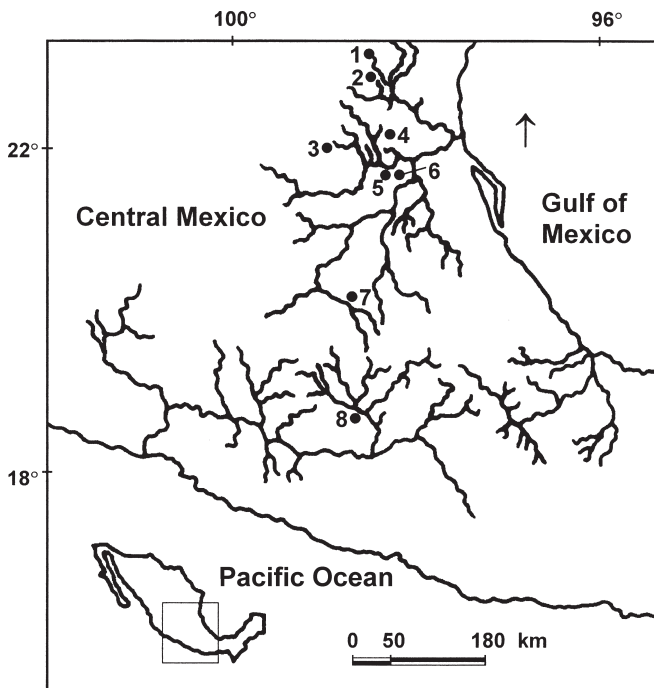 100° 96°
1
2
22° 3 4
5 6
Central Mexico
Gulf of
Mexico
7
8
18°
Pacific Ocean
0 50 180 km